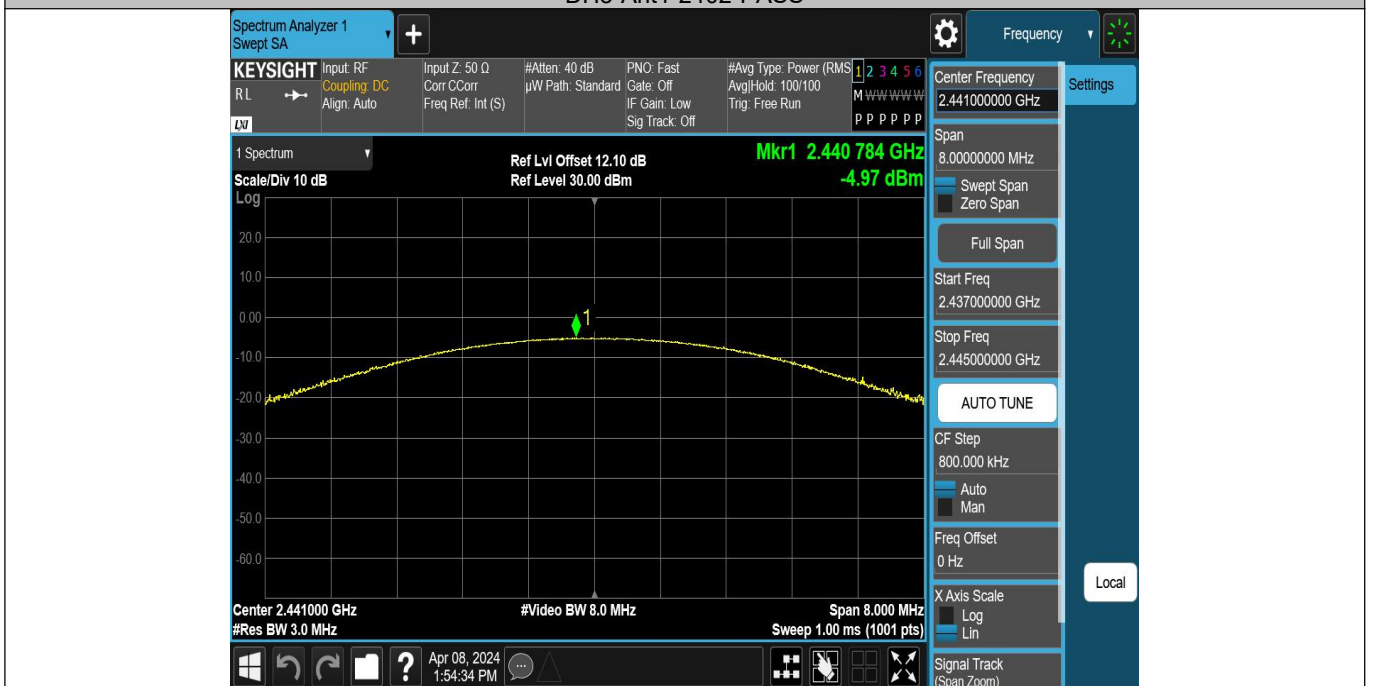 Spectrum Analyzer 1
Swept SA
Frequency
KEYSIGHT
RL
LXI
Input: RF
Coupling: DC
Align: Auto
Input Z: 50 Ω
Corr CCorr
Freq Ref: Int (S)
#Atten: 40 dB
µW Path: Standard
PNO: Fast
Gate: Off
IF Gain: Low
Sig Track: Off
#Avg Type: Power (RMS
Avg|Hold: 100/100
Trig: Free Run
1 2 3 4 5 6
M W W W W W
P P P P P P
1 Spectrum
Scale/Div 10 dB
Ref Lvl Offset 12.10 dB
Ref Level 30.00 dBm
Mkr1 2.440 784 GHz
-4.97 dBm
Log
20.0
10.0
0.00
-10.0
-20.0
-30.0
-40.0
-50.0
-60.0
1
Center 2.441000 GHz
#Res BW 3.0 MHz
#Video BW 8.0 MHz
Span 8.000 MHz
Sweep 1.00 ms (1001 pts)
Apr 08, 2024
1:54:34 PM
Center Frequency
2.441000000 GHz
Settings
Span
8.00000000 MHz
Swept Span
Zero Span
Full Span
Start Freq
2.437000000 GHz
Stop Freq
2.445000000 GHz
AUTO TUNE
CF Step
800.000 kHz
Auto
Man
Freq Offset
0 Hz
X Axis Scale
Log
Lin
Local
Signal Track
(Span Zoom)